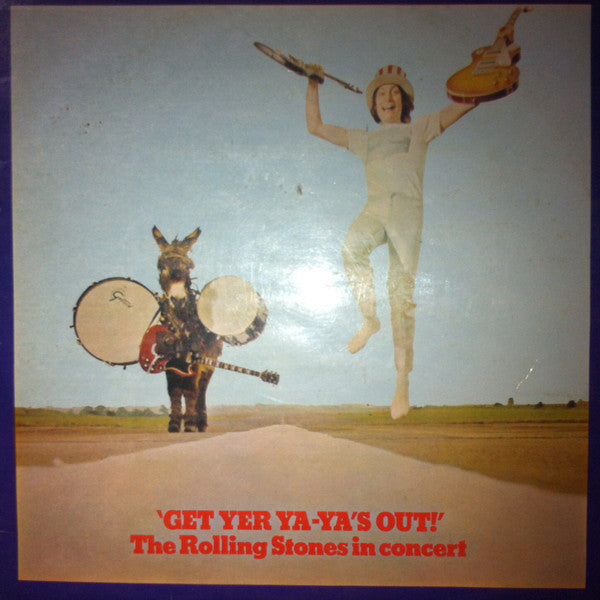 ‘GET YER YA-YA'S OUT!’
The Rolling Stones in concert